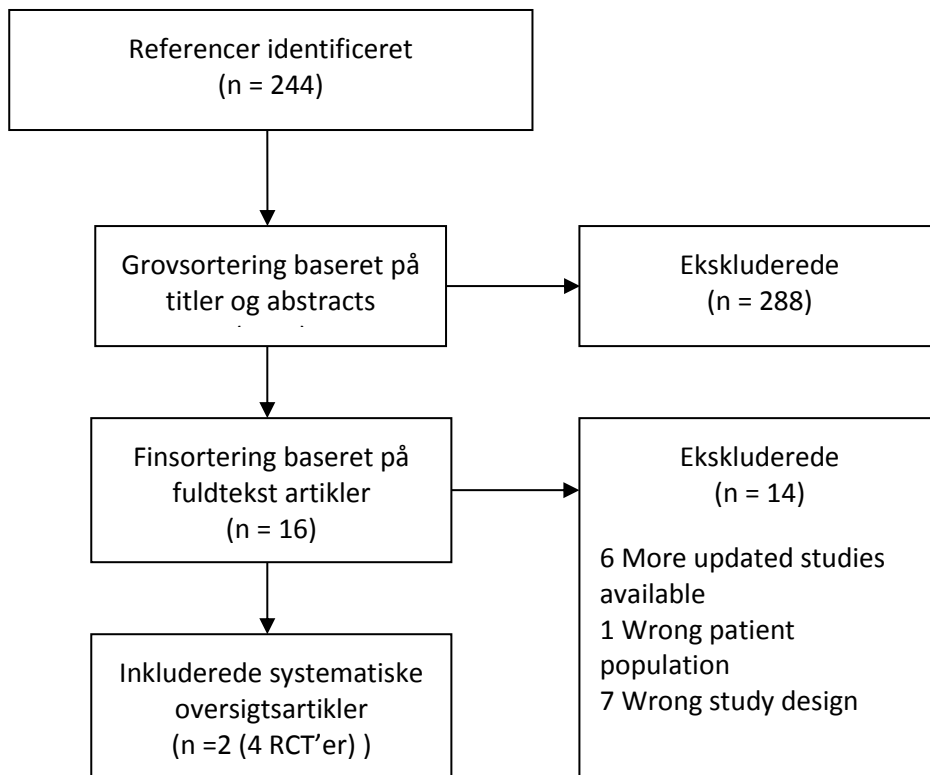 Referencer identificeret
(n = 244)
Grovsortering baseret på
titler og abstracts
Ekskluderede
(n = 288)
Finsortering baseret på
fuldtekst artikler
(n = 16)
Ekskluderede
(n = 14)
6 More updated studies
available
1 Wrong patient
population
7 Wrong study design
Inkluderede systematiske
oversigtsartikler
(n =2 (4 RCT’er) )